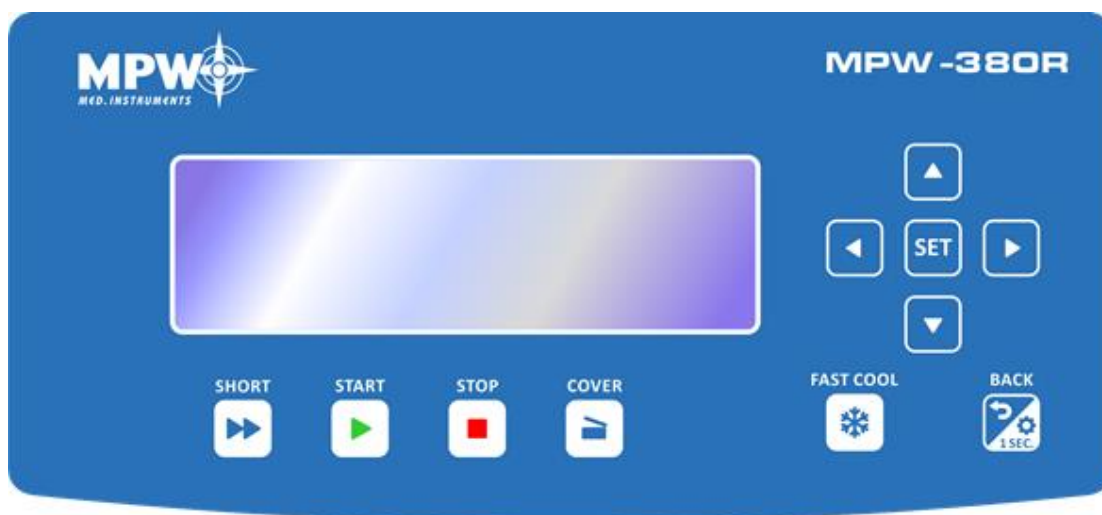 MPW
MED. INSTRUMENTS
MPW-380R
SET
SHORT
START
STOP
COVER
FAST COOL
BACK
1 SEC.